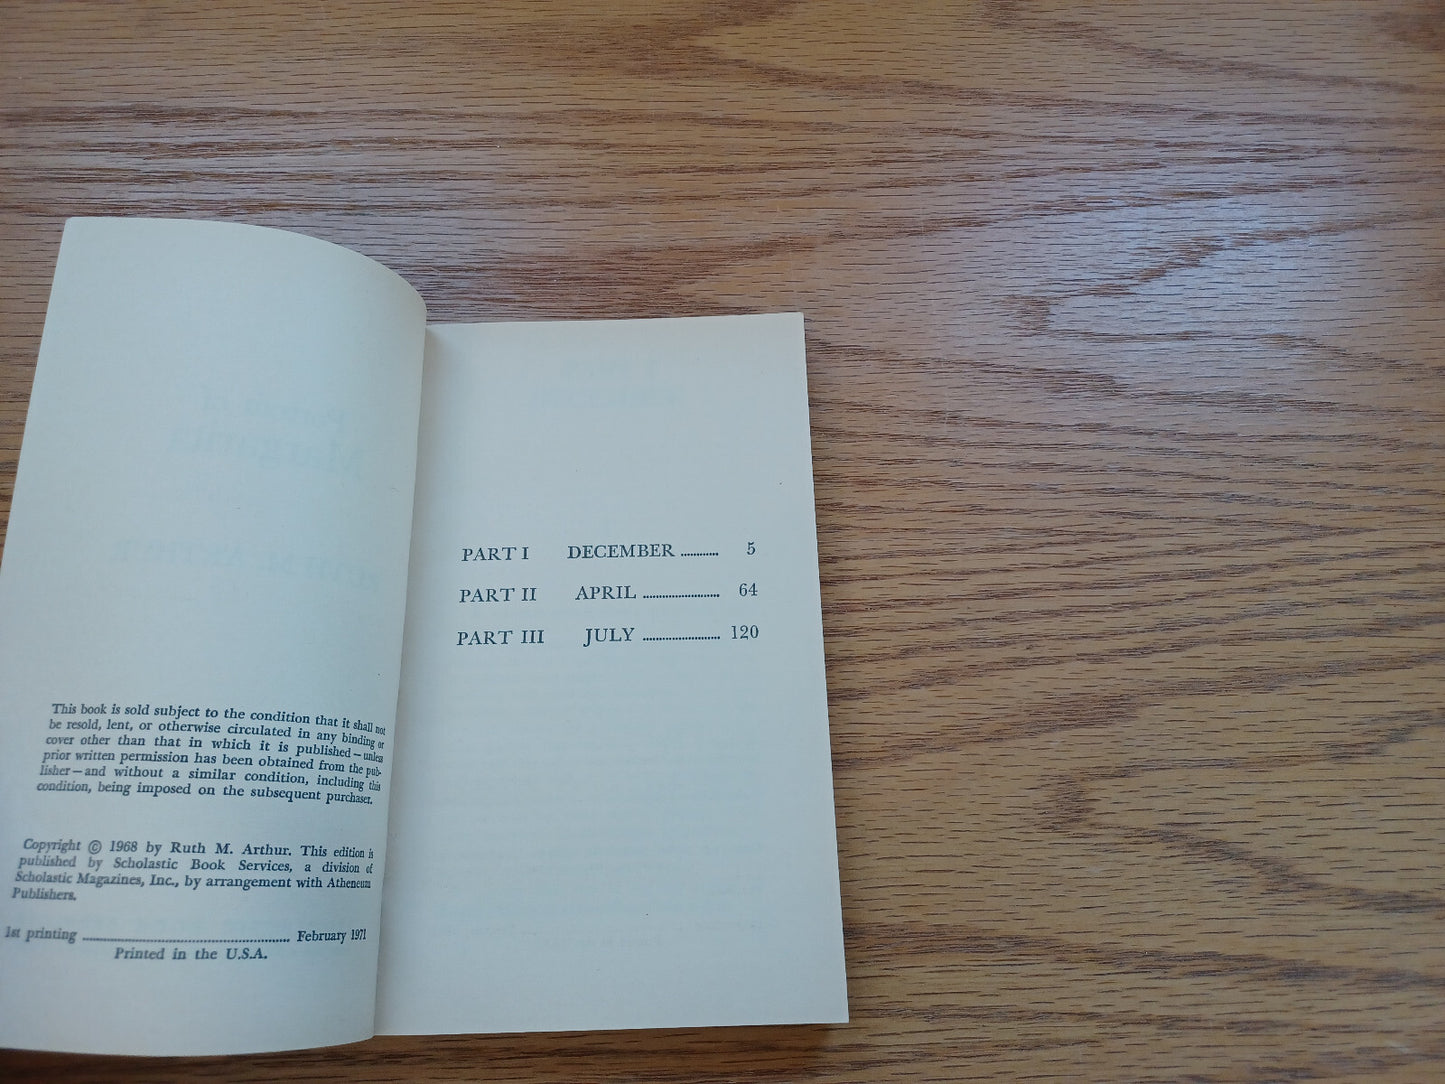 This book is sold subject to the condition that it shall not
be resold, lent, or otherwise circulated in any binding or
cover other than that in which it is published—unless
prior written permission has been obtained from the pub-
lisher—and without a similar condition, including this
condition, being imposed on the subsequent purchaser.
Copyright © 1968 by Ruth M. Arthur. This edition is
published by Scholastic Book Services, a division of
Scholastic Magazines, Inc., by arrangement with Atheneum
Publishers.
1st printing ........................................ February 1971
Printed in the U.S.A.
PART I DECEMBER ............ 5
PART II APRIL ........................ 64
PART III JULY ........................ 120